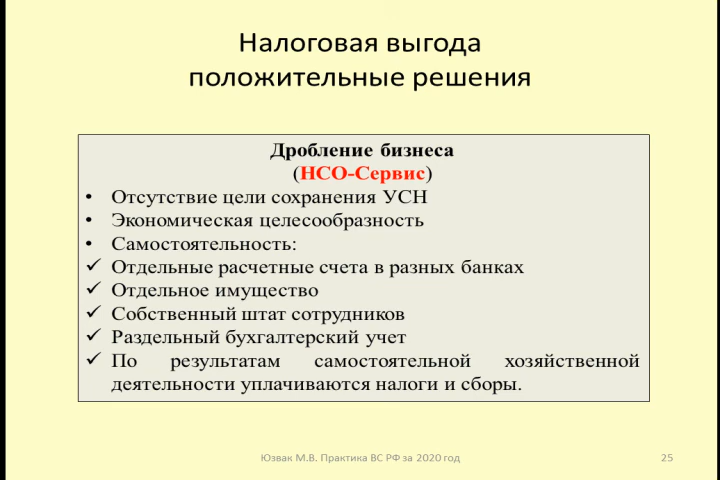 Налоговая выгода
положительные решения
Дробление бизнеса
(НСО-Сервис)
• Отсутствие цели сохранения УСН
• Экономическая целесообразность
• Самостоятельность:
✓ Отдельные расчетные счета в разных банках
✓ Отдельное имущество
✓ Собственный штат сотрудников
✓ Раздельный бухгалтерский учет
✓ По результатам самостоятельной хозяйственной
деятельности уплачиваются налоги и сборы.
Юзвак М.В. Практика ВС РФ за 2020 год
25